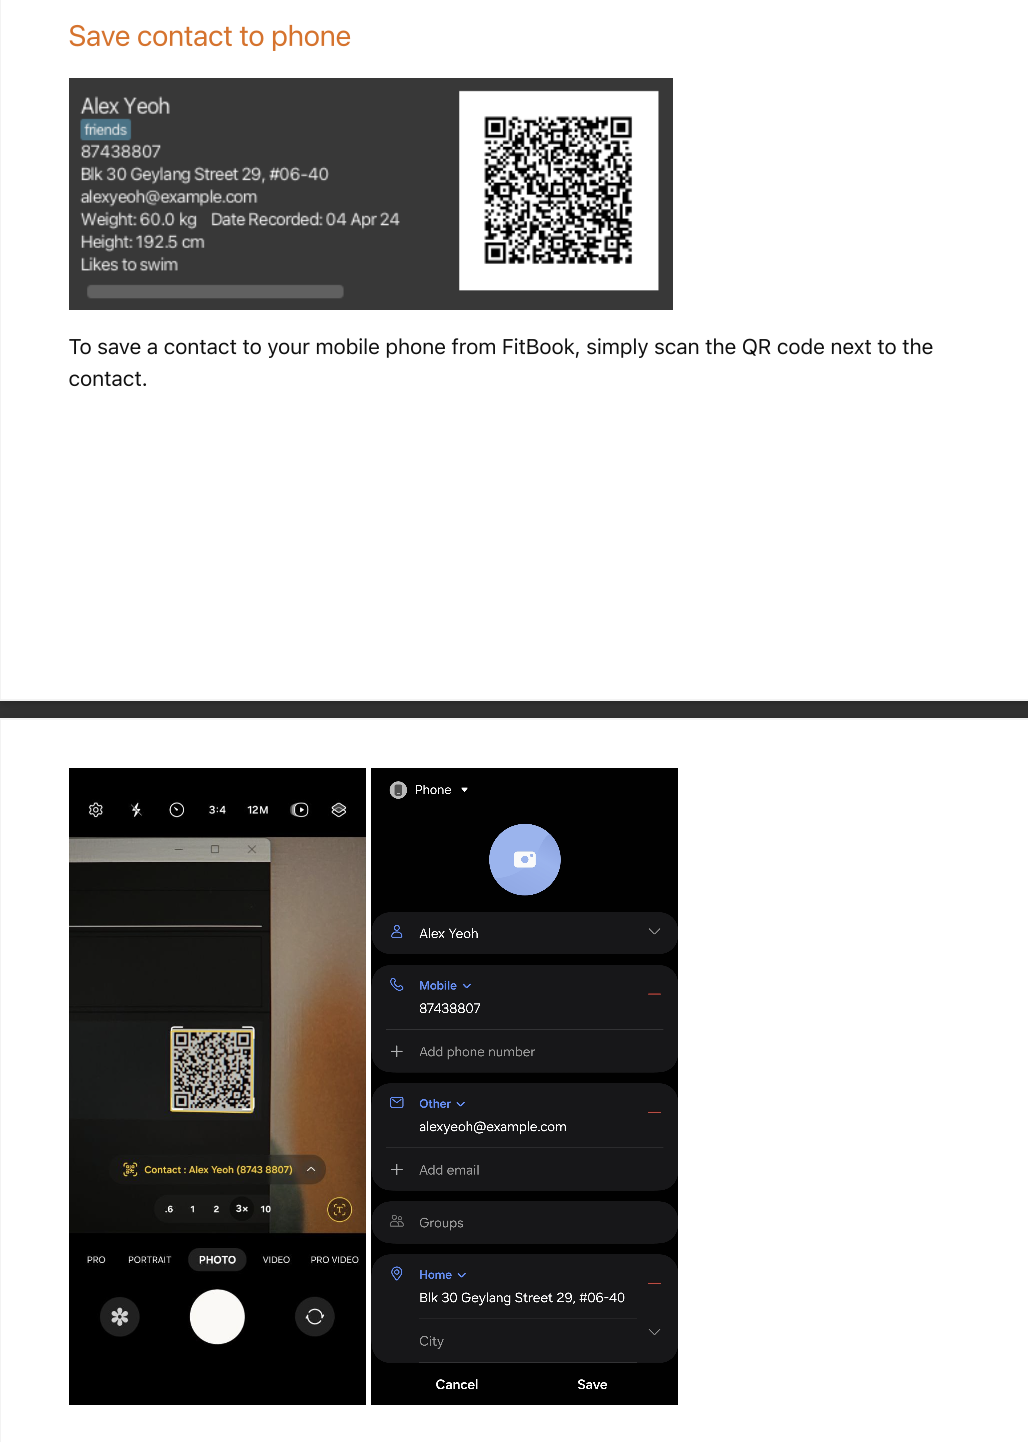 Save contact to phone
Alex Yeoh
friends
87438807
Blk 30 Geylang Street 29, #06-40
alexyeoh@example.com
Weight: 60.0 kg Date Recorded: 04 Apr 24
Height: 192.5 cm
Likes to swim
To save a contact to your mobile phone from FitBook, simply scan the QR code next to the
contact.
3:4 12M
Contact : Alex Yeoh (8743 8807)
.6 1 2 3× 10
T
PRO PORTRAIT PHOTO VIDEO PRO VIDEO
Phone
Alex Yeoh
Mobile
87438807
Add phone number
Other
alexyeoh@example.com
Add email
Groups
Home
Blk 30 Geylang Street 29, #06-40
City
Cancel Save